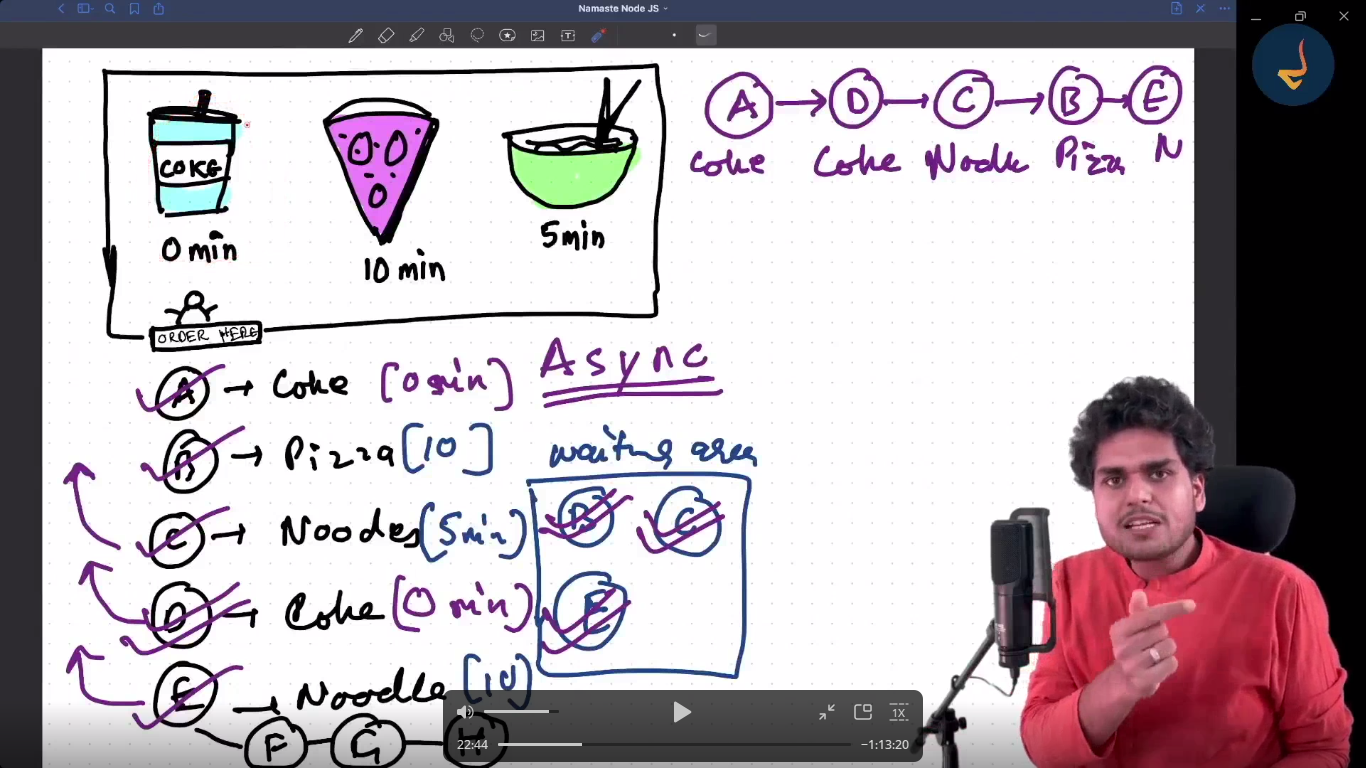 Namaste Node JS
COKE
0 min
10 min
5min
ORDER HERE
A → D → C → B → E
Coke Coke Noodle Pizza N
Async
A → Coke [0 min]
B → Pizza [10]
C → Noodes (5min)
D → Coke [0 min]
E → Noodle [10]
F G H
waiting area
B C
E
1X
22:44
−1:13:20